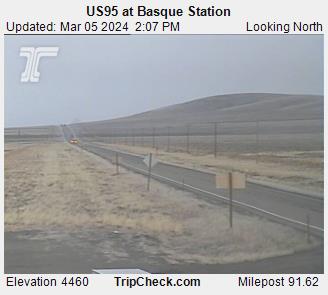 US95 at Basque Station
Updated: Mar 05 2024 2:07 PM Looking North
Elevation 4460 TripCheck.com Milepost 91.62